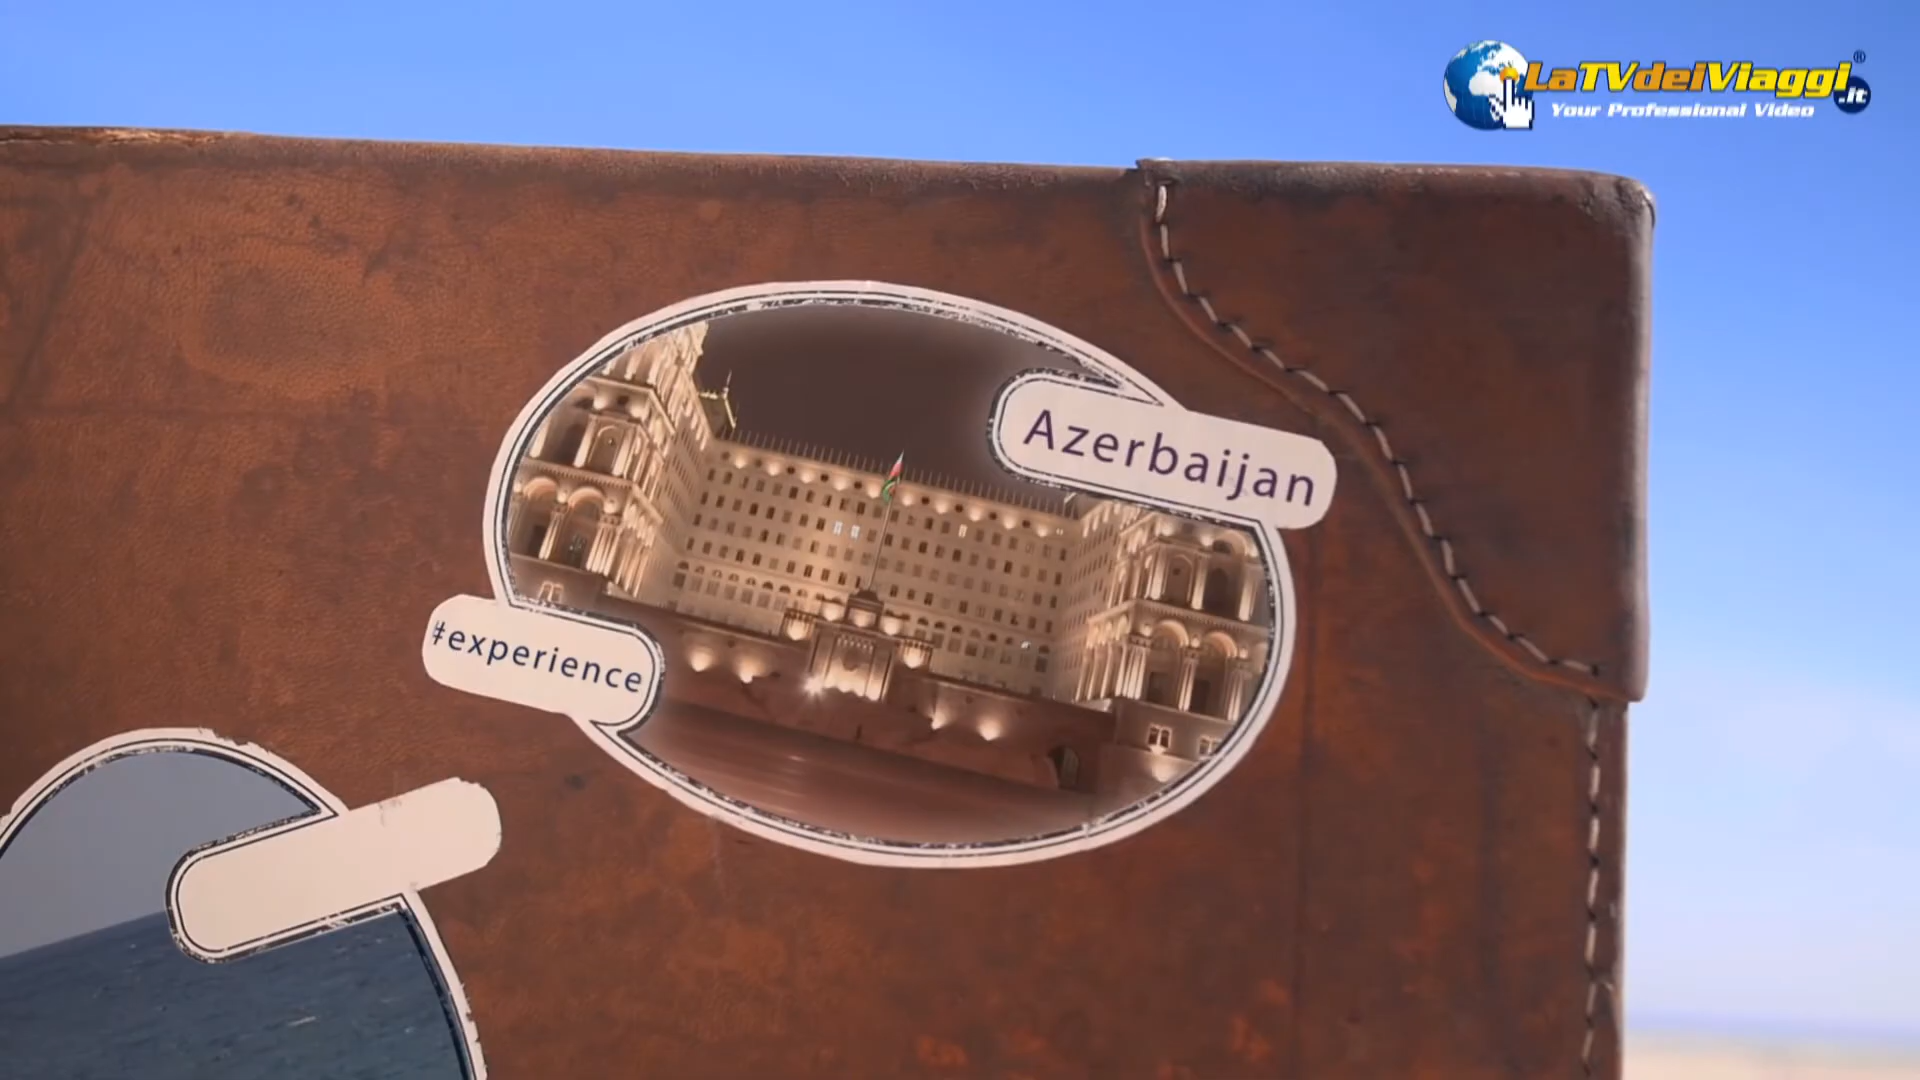 LaTVdeiViaggi®
.it
Your Professional Video
Azerbaijan
#experience